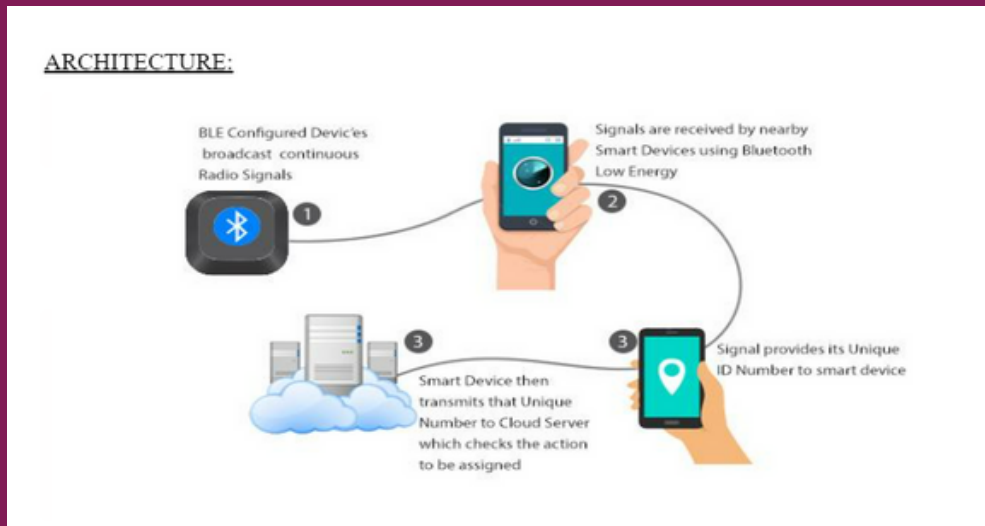 ARCHITECTURE:
BLE Configured Devic'es
broadcast continuous
Radio Signals
1
Signals are received by nearby
Smart Devices using Bluetooth
Low Energy
2
3
Signal provides its Unique
ID Number to smart device
3
Smart Device then
transmits that Unique
Number to Cloud Server
which checks the action
to be assigned